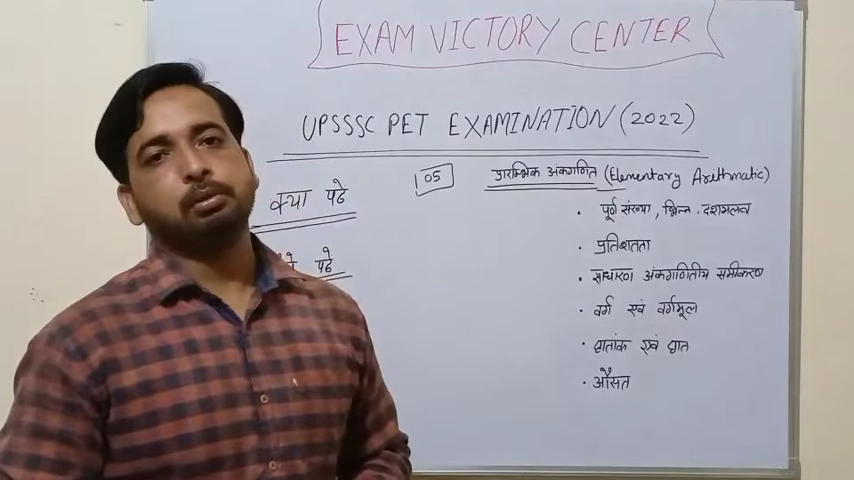 EXAM VICTORY CENTER
UPSSSC PET EXAMINATION (2022)
क्या पढे
05
प्रारम्भिक अंकगणित (Elementary Arithmatic)
पूर्ण संख्या, भिन्न. दशमलव
प्रतिशतता
पढे
साधारण अंकगणितीय समीकरण
वर्ग एवं वर्गमूल
घातांक एवं घात
औसत